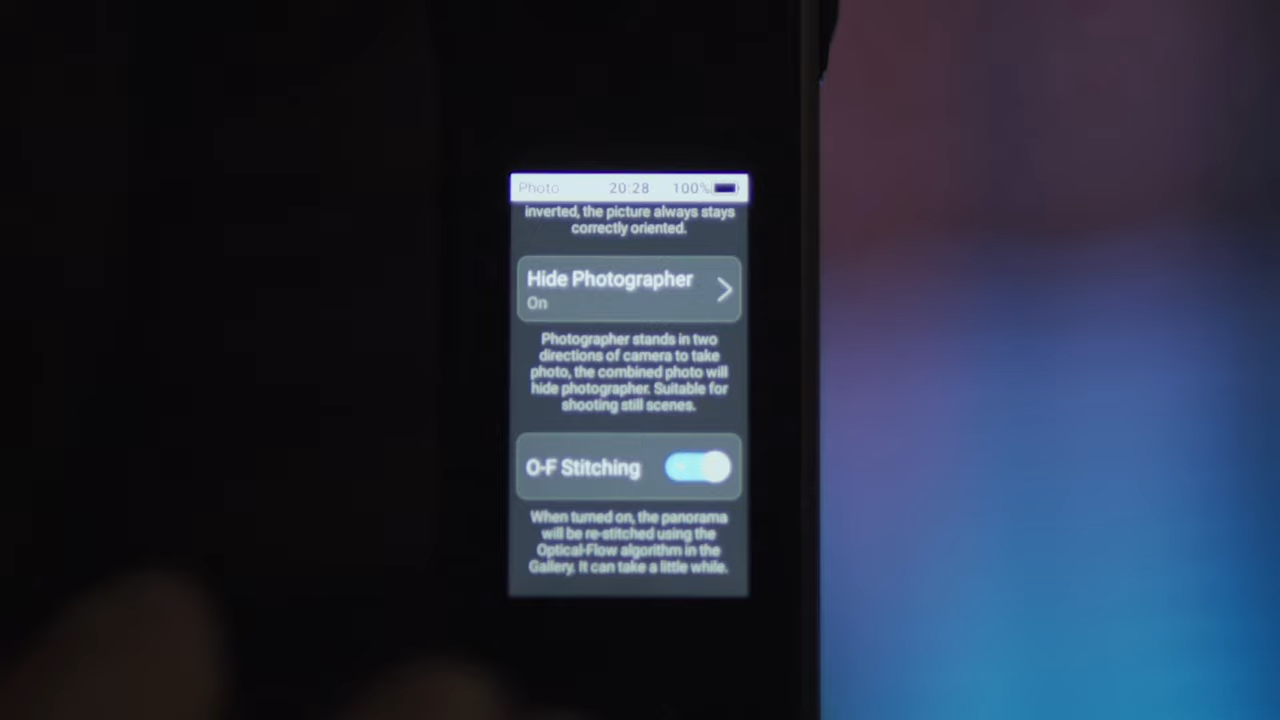 Photo 20:28 100%
inverted, the picture always stays
correctly oriented.
Hide Photographer
On
Photographer stands in two
directions of camera to take
photo, the combined photo will
hide photographer. Suitable for
shooting still scenes.
O-F Stitching
When turned on, the panorama
will be re-stitched using the
Optical-Flow algorithm in the
Gallery. It can take a little while.